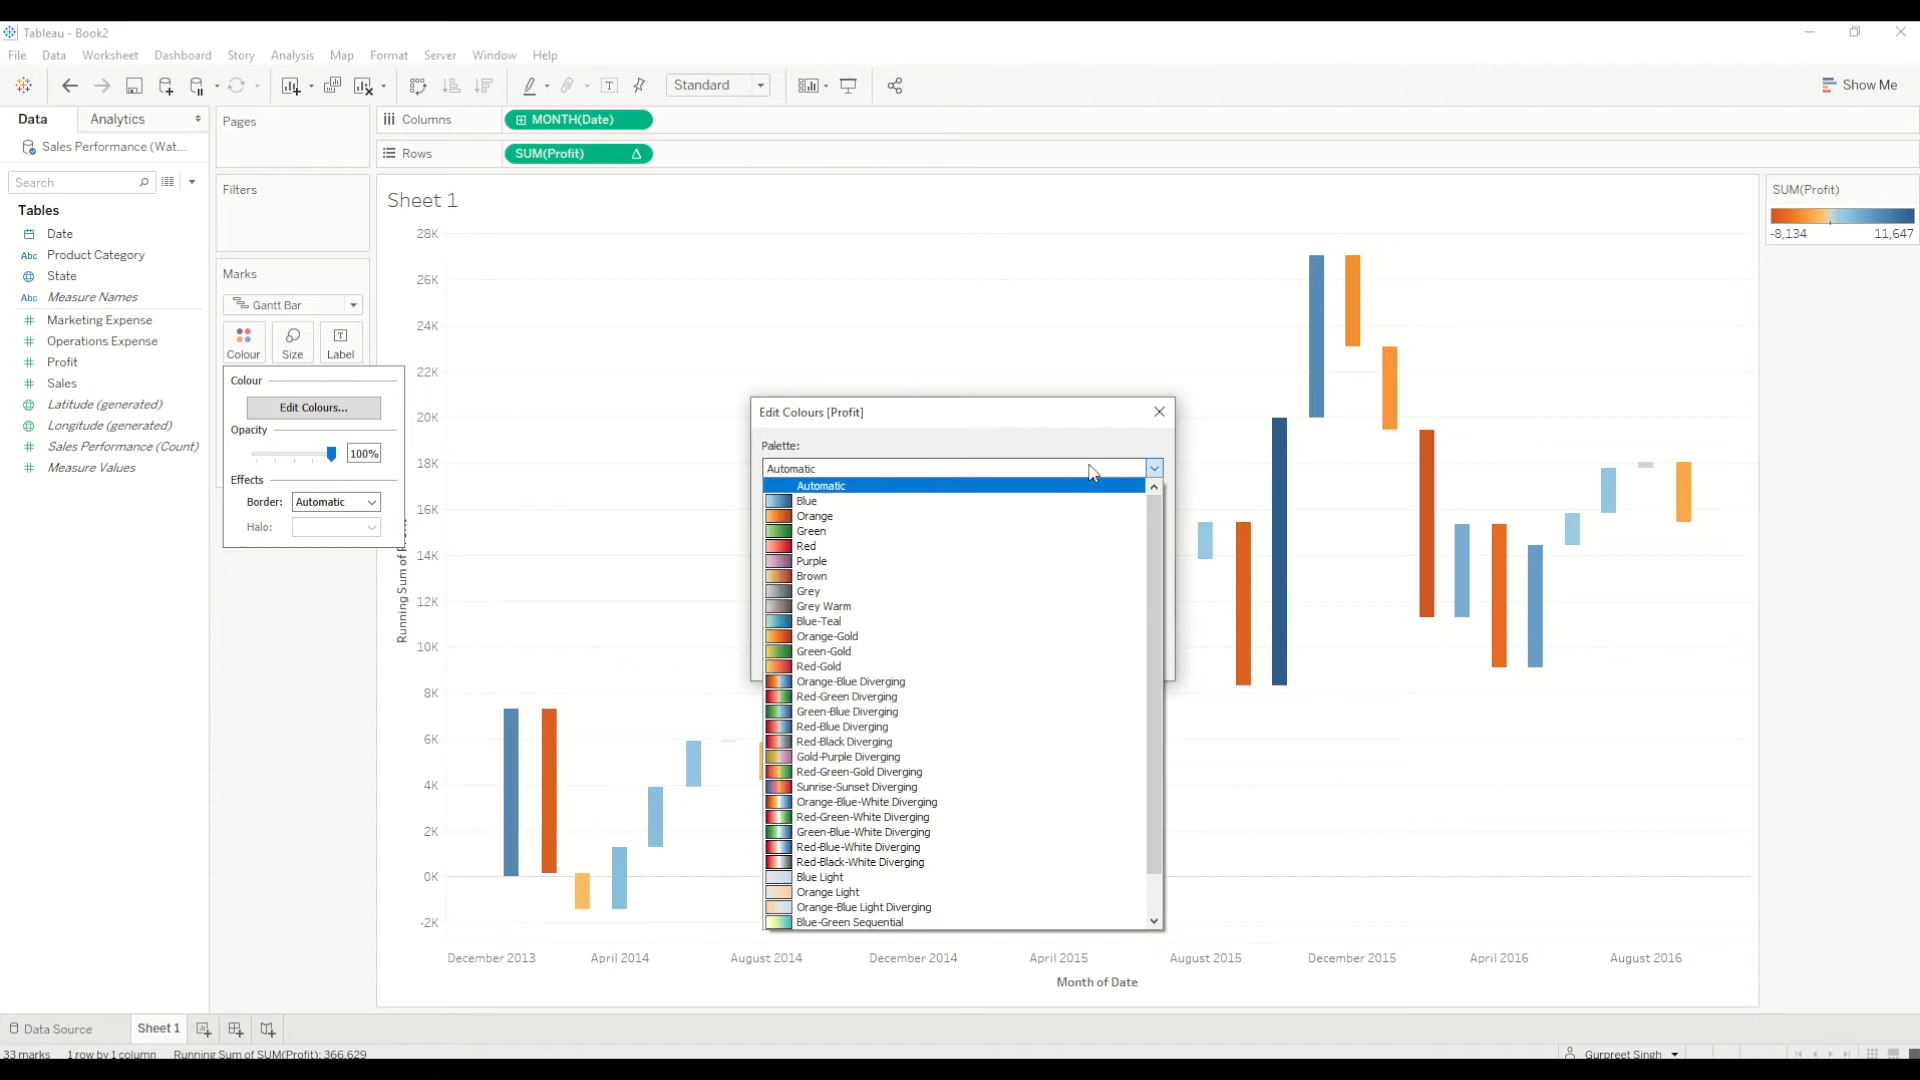 Tableau - Book2
File Data Worksheet Dashboard Story Analysis Map Format Server Window Help
Standard
Show Me
Data Analytics
Sales Performance (Wat...
Search
Tables
Date
Abc Product Category
State
Abc Measure Names
Marketing Expense
Operations Expense
Profit
Sales
Latitude (generated)
Longitude (generated)
Sales Performance (Count)
Measure Values
Pages
Filters
Marks
Gantt Bar
Colour Size Label
Colour
Edit Colours...
Opacity
100%
Effects
Border: Automatic
Halo:
Columns MONTH(Date)
Rows SUM(Profit)
Sheet 1
28K
26K
24K
22K
20K
18K
16K
14K
12K
10K
8K
6K
4K
2K
0K
-2K
December 2013 April 2014 August 2014 December 2014 April 2015 August 2015 December 2015 April 2016 August 2016
Month of Date
Edit Colours [Profit]
Palette:
Automatic
Automatic
Blue
Orange
Green
Red
Purple
Brown
Grey
Grey Warm
Blue-Teal
Orange-Gold
Green-Gold
Red-Gold
Orange-Blue Diverging
Red-Green Diverging
Green-Blue Diverging
Red-Blue Diverging
Red-Black Diverging
Gold-Purple Diverging
Red-Green-Gold Diverging
Sunrise-Sunset Diverging
Orange-Blue-White Diverging
Red-Green-White Diverging
Green-Blue-White Diverging
Red-Blue-White Diverging
Red-Black-White Diverging
Blue Light
Orange Light
Orange-Blue Light Diverging
Blue-Green Sequential
SUM(Profit)
-8,134 11,647
Data Source Sheet 1
33 marks 1 row by 1 column Running Sum of SUM(Profit): 366,629
Gurpreet Singh